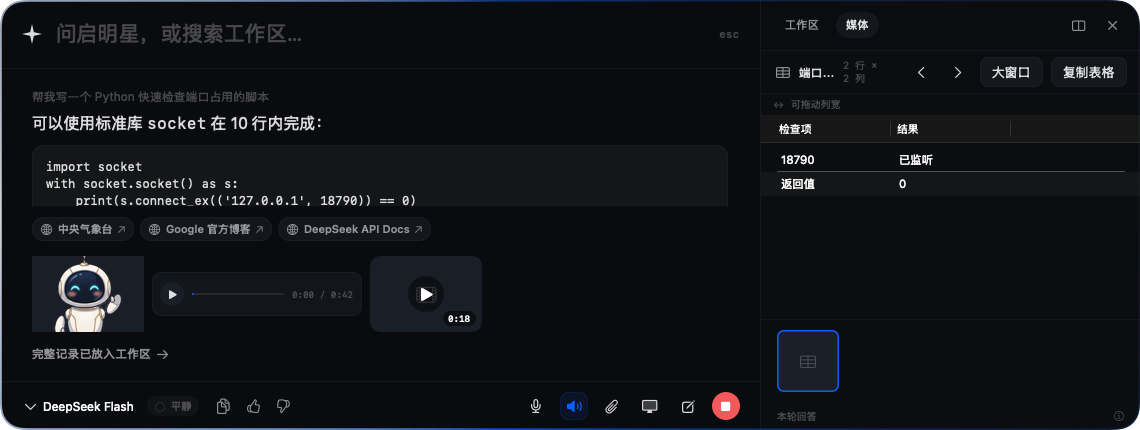 问启明星，或搜索工作区...
esc
帮我写一个 Python 快速检查端口占用的脚本
可以使用标准库 socket 在 10 行内完成：
import socket
with socket.socket() as s:
    print(s.connect_ex(('127.0.0.1', 18790)) == 0)
中央气象台 ↗
Google 官方博客 ↗
DeepSeek API Docs ↗
0:00 / 0:42
0:18
完整记录已放入工作区 →
DeepSeek Flash
平静
工作区
媒体
端口...
2 行 ×
2 列
大窗口
复制表格
↔ 可拖动列宽
检查项 结果
18790 已监听
返回值 0
本轮回答